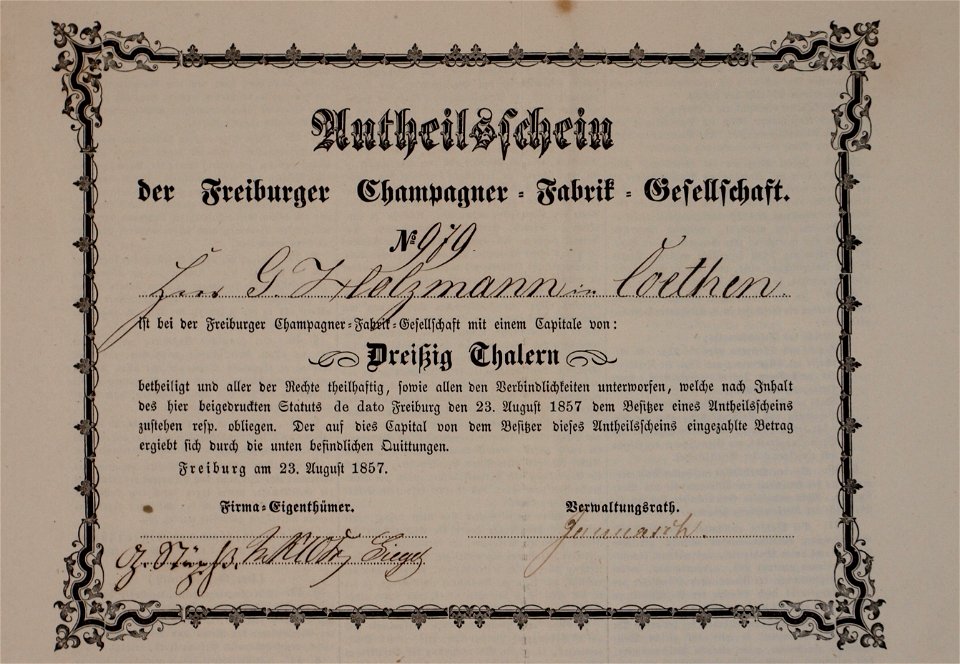 Antheilsschein
der Freiburger Champagner=Fabrik=Gesellschaft.
No 979.
Herr G. Holzmann in Coethen
ist bei der Freiburger Champagner=Fabrik=Gesellschaft mit einem Capitale von:
Dreißig Thalern
betheiligt und aller der Rechte theilhaftig, sowie allen den Verbindlichkeiten unterworfen, welche nach Inhalt
des hier beigedruckten Statuts de dato Freiburg den 23. August 1857 dem Besitzer eines Antheilsscheins
zustehen resp. obliegen. Der auf dies Capital von dem Besitzer dieses Antheilsscheins eingezahlte Betrag
ergiebt sich durch die unten befindlichen Quittungen.
Freiburg am 23. August 1857.
Firma=Eigenthümer. Verwaltungsrath.
Jannasch.